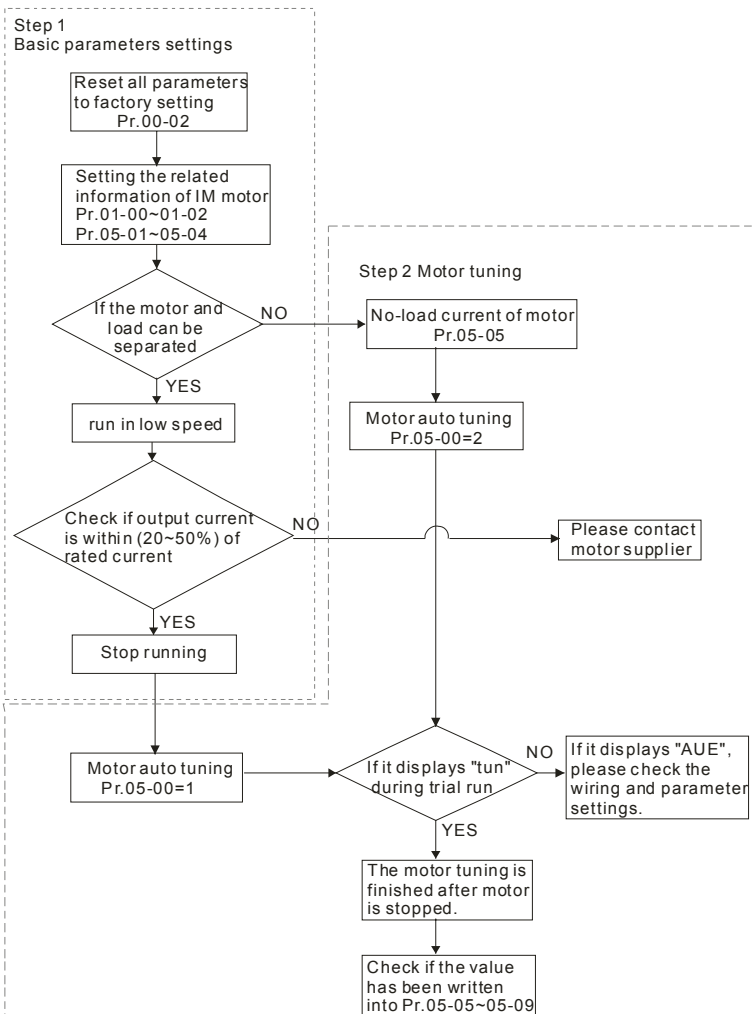 Step 1
Basic parameters settings
Reset all parameters
to factory setting
Pr.00-02
Setting the related
information of IM motor
Pr.01-00~01-02
Pr.05-01~05-04
If the motor and
load can be
separated
NO
YES
run in low speed
Check if output current
is within (20~50%) of
rated current
NO
YES
Stop running
Step 2 Motor tuning
No-load current of motor
Pr.05-05
Motor auto tuning
Pr.05-00=2
Please contact
motor supplier
Motor auto tuning
Pr.05-00=1
If it displays "tun"
during trial run
NO
If it displays "AUE",
please check the
wiring and parameter
settings.
YES
The motor tuning is
finished after motor
is stopped.
Check if the value
has been written
into Pr.05-05~05-09